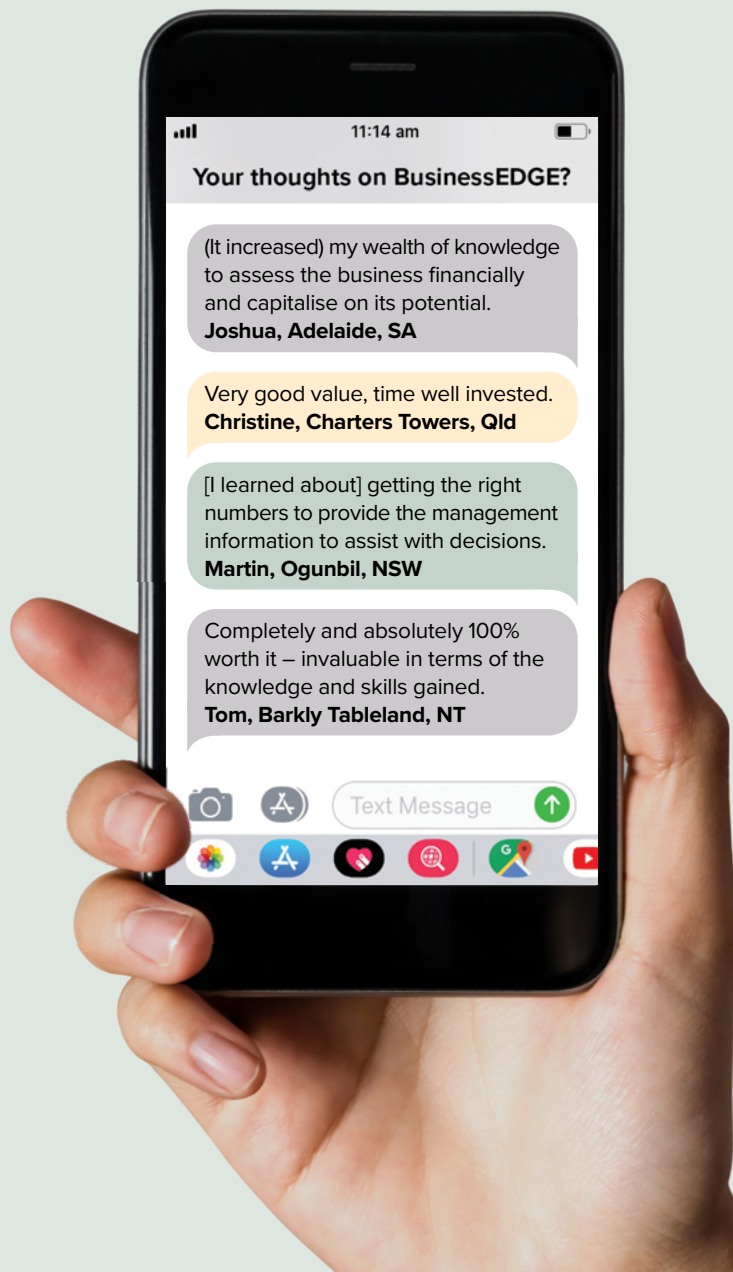 11:14 am
Your thoughts on BusinessEDGE?
(It increased) my wealth of knowledge
to assess the business financially
and capitalise on its potential.
Joshua, Adelaide, SA
Very good value, time well invested.
Christine, Charters Towers, Qld
[I learned about] getting the right
numbers to provide the management
information to assist with decisions.
Martin, Ogunbil, NSW
Completely and absolutely 100%
worth it – invaluable in terms of the
knowledge and skills gained.
Tom, Barkly Tableland, NT
Text Message
G